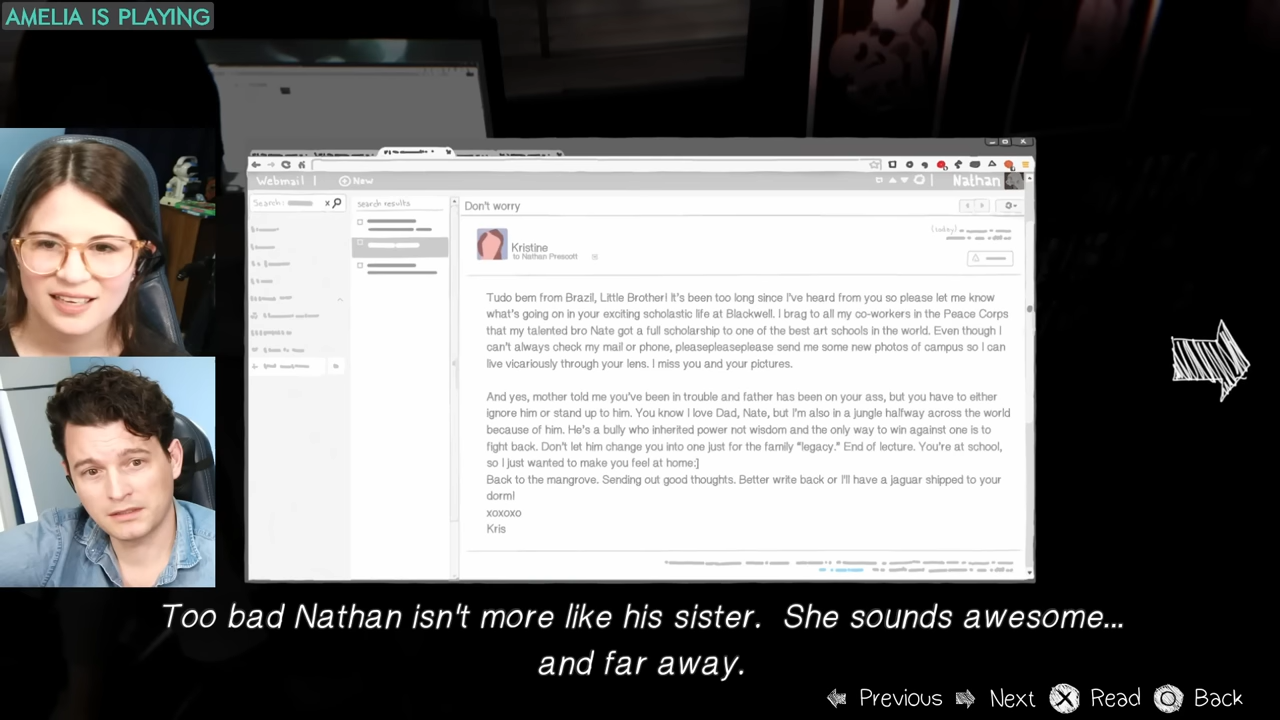 AMELIA IS PLAYING
Webmail |
New
Nathan
Search:
search results
Don't worry
Kristine
to Nathan Prescott
(today)
Tudo bem from Brazil, Little Brother! It's been too long since I've heard from you so please let me know
what's going on in your exciting scholastic life at Blackwell. I brag to all my co-workers in the Peace Corps
that my talented bro Nate got a full scholarship to one of the best art schools in the world. Even though I
can't always check my mail or phone, pleasepleaseplease send me some new photos of campus so I can
live vicariously through your lens. I miss you and your pictures.
And yes, mother told me you've been in trouble and father has been on your ass, but you have to either
ignore him or stand up to him. You know I love Dad, Nate, but I'm also in a jungle halfway across the world
because of him. He's a bully who inherited power not wisdom and the only way to win against one is to
fight back. Don't let him change you into one just for the family "legacy." End of lecture. You're at school,
so I just wanted to make you feel at home:]
Back to the mangrove. Sending out good thoughts. Better write back or I'll have a jaguar shipped to your
dorm!
xoxoxo
Kris
Too bad Nathan isn't more like his sister. She sounds awesome...
and far away.
Previous Next Read Back